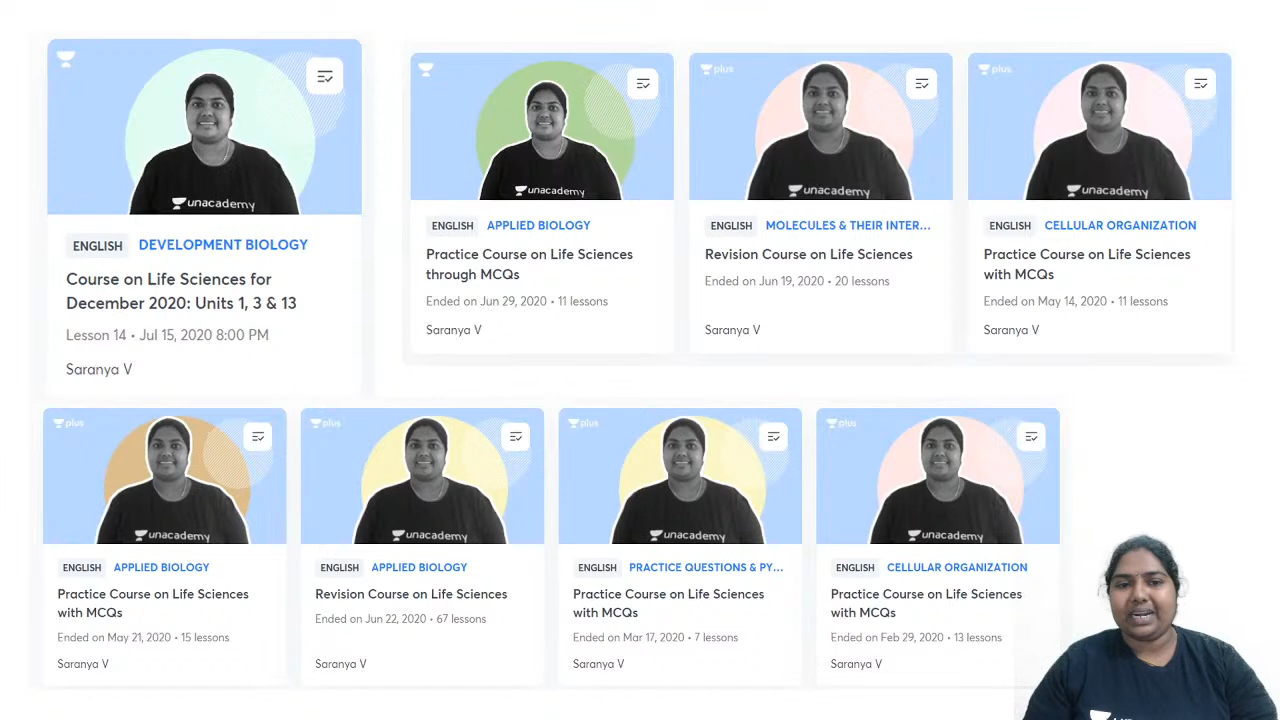 unacademy
ENGLISH DEVELOPMENT BIOLOGY
Course on Life Sciences for
December 2020: Units 1, 3 & 13
Lesson 14 • Jul 15, 2020 8:00 PM
Saranya V
unacademy
ENGLISH APPLIED BIOLOGY
Practice Course on Life Sciences
through MCQs
Ended on Jun 29, 2020 • 11 lessons
Saranya V
plus
unacademy
ENGLISH MOLECULES & THEIR INTER...
Revision Course on Life Sciences
Ended on Jun 19, 2020 • 20 lessons
Saranya V
plus
unacademy
ENGLISH CELLULAR ORGANIZATION
Practice Course on Life Sciences
with MCQs
Ended on May 14, 2020 • 11 lessons
Saranya V
plus
unacademy
ENGLISH APPLIED BIOLOGY
Practice Course on Life Sciences
with MCQs
Ended on May 21, 2020 • 15 lessons
Saranya V
plus
unacademy
ENGLISH APPLIED BIOLOGY
Revision Course on Life Sciences
Ended on Jun 22, 2020 • 67 lessons
Saranya V
plus
unacademy
ENGLISH PRACTICE QUESTIONS & PY...
Practice Course on Life Sciences
with MCQs
Ended on Mar 17, 2020 • 7 lessons
Saranya V
plus
unacademy
ENGLISH CELLULAR ORGANIZATION
Practice Course on Life Sciences
with MCQs
Ended on Feb 29, 2020 • 13 lessons
Saranya V